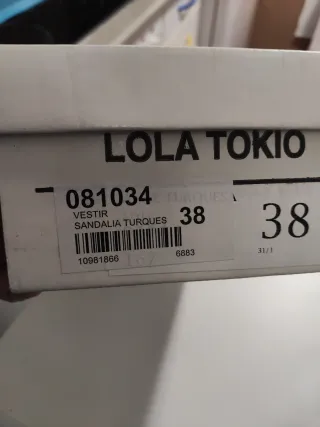 LOLA TOKIO
081034
VESTIR
SANDALIA TURQUES 38
10981866 6883
38
31/1